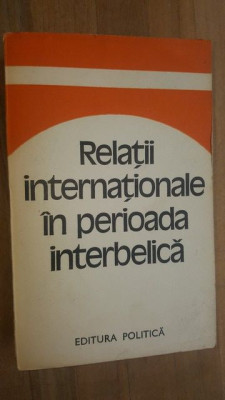 Relații
internaționale
în perioada
interbelică
EDITURA POLITICĂ